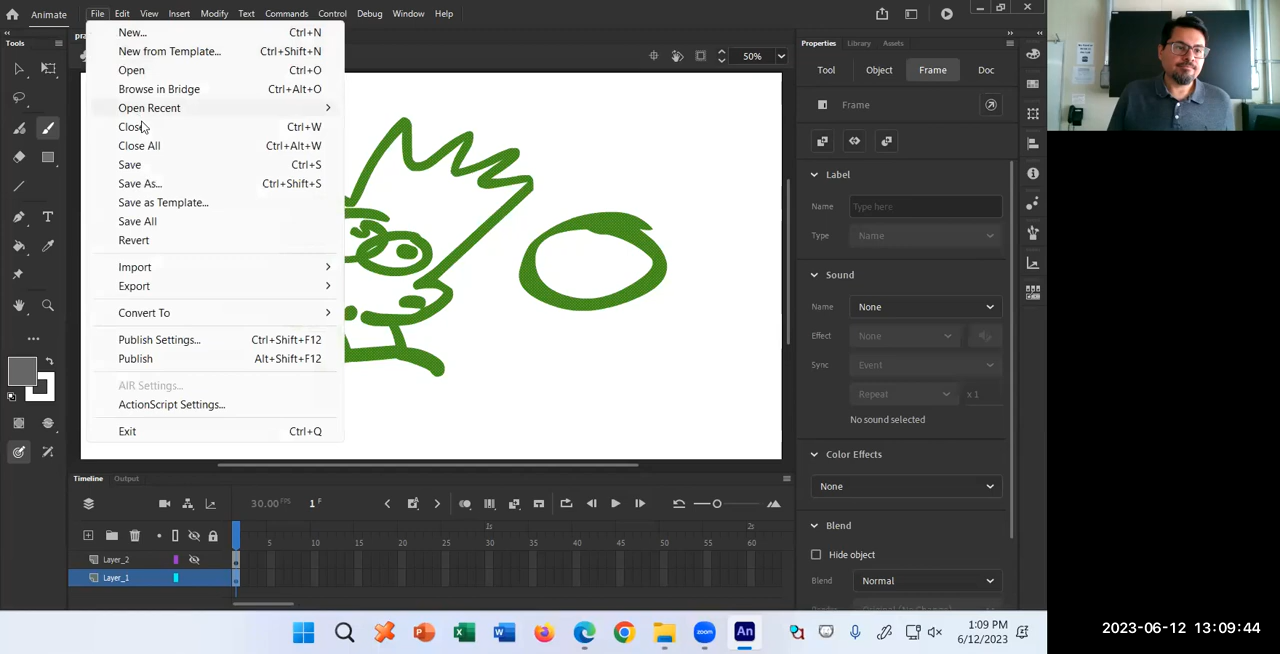 Animate File Edit View Insert Modify Text Commands Control Debug Window Help
Tools
New... Ctrl+N
New from Template... Ctrl+Shift+N
Open Ctrl+O
Browse in Bridge Ctrl+Alt+O
Open Recent
Close Ctrl+W
Close All Ctrl+Alt+W
Save Ctrl+S
Save As... Ctrl+Shift+S
Save as Template...
Save All
Revert
Import
Export
Convert To
Publish Settings... Ctrl+Shift+F12
Publish Alt+Shift+F12
AIR Settings...
ActionScript Settings...
Exit Ctrl+Q
50%
Properties Library Assets
Tool Object Frame Doc
Frame
Label
Name Type here
Type Name
Sound
Name None
Effect None
Sync Event
Repeat x 1
No sound selected
Color Effects
None
Blend
Hide object
Blend Normal
Timeline Output
30.00 FPS 1 F
1s 2s
5 10 15 20 25 30 35 40 45 50 55 60
Layer_2
Layer_1
zoom
An
1:09 PM
6/12/2023
2023-06-12 13:09:44